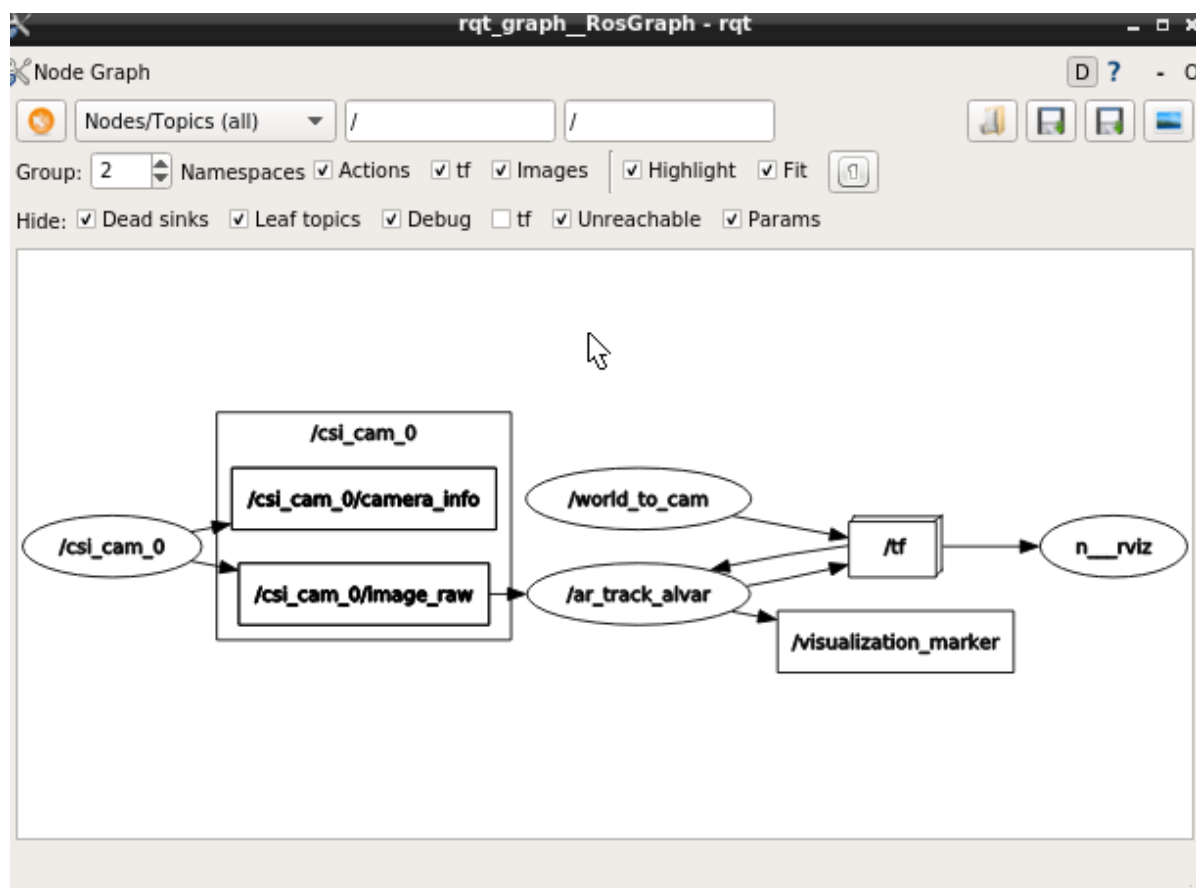 rqt_graph__RosGraph - rqt
Node Graph
D ? - O
Nodes/Topics (all) / /
Group: 2 Namespaces Actions tf Images Highlight Fit
Hide: Dead sinks Leaf topics Debug tf Unreachable Params
/csi_cam_0
/csi_cam_0
/csi_cam_0/camera_info
/csi_cam_0/image_raw
/world_to_cam
/ar_track_alvar
/tf
/visualization_marker
n__rviz